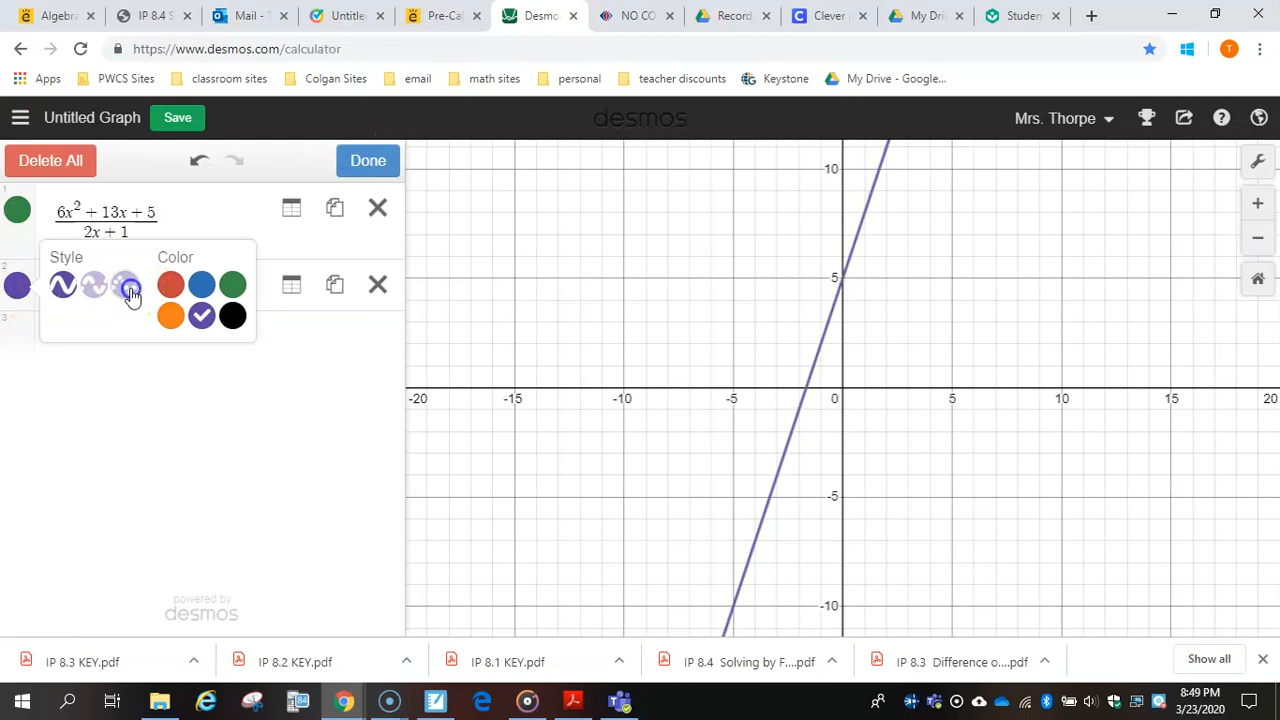 Algebra
IP 8.4 S
Mail - T
Untitled
Pre-Cal
Desmo
NO CO
Record
Clever |
My Driv
Studen
https://www.desmos.com/calculator
T
Apps
PWCS Sites
classroom sites
Colgan Sites
email
math sites
personal
teacher discounts
Keystone
My Drive - Google...
Untitled Graph
Save
desmos
Mrs. Thorpe
Delete All
Done
1
6x² + 13x + 5
2x + 1
Style
Color
2
3
10
5
-20
-15
-10
-5
0
5
10
15
20
-5
-10
powered by
desmos
IP 8.3 KEY.pdf
IP 8.2 KEY.pdf
IP 8.1 KEY.pdf
IP 8.4 Solving by F....pdf
IP 8.3 Difference o....pdf
Show all
8:49 PM
3/23/2020